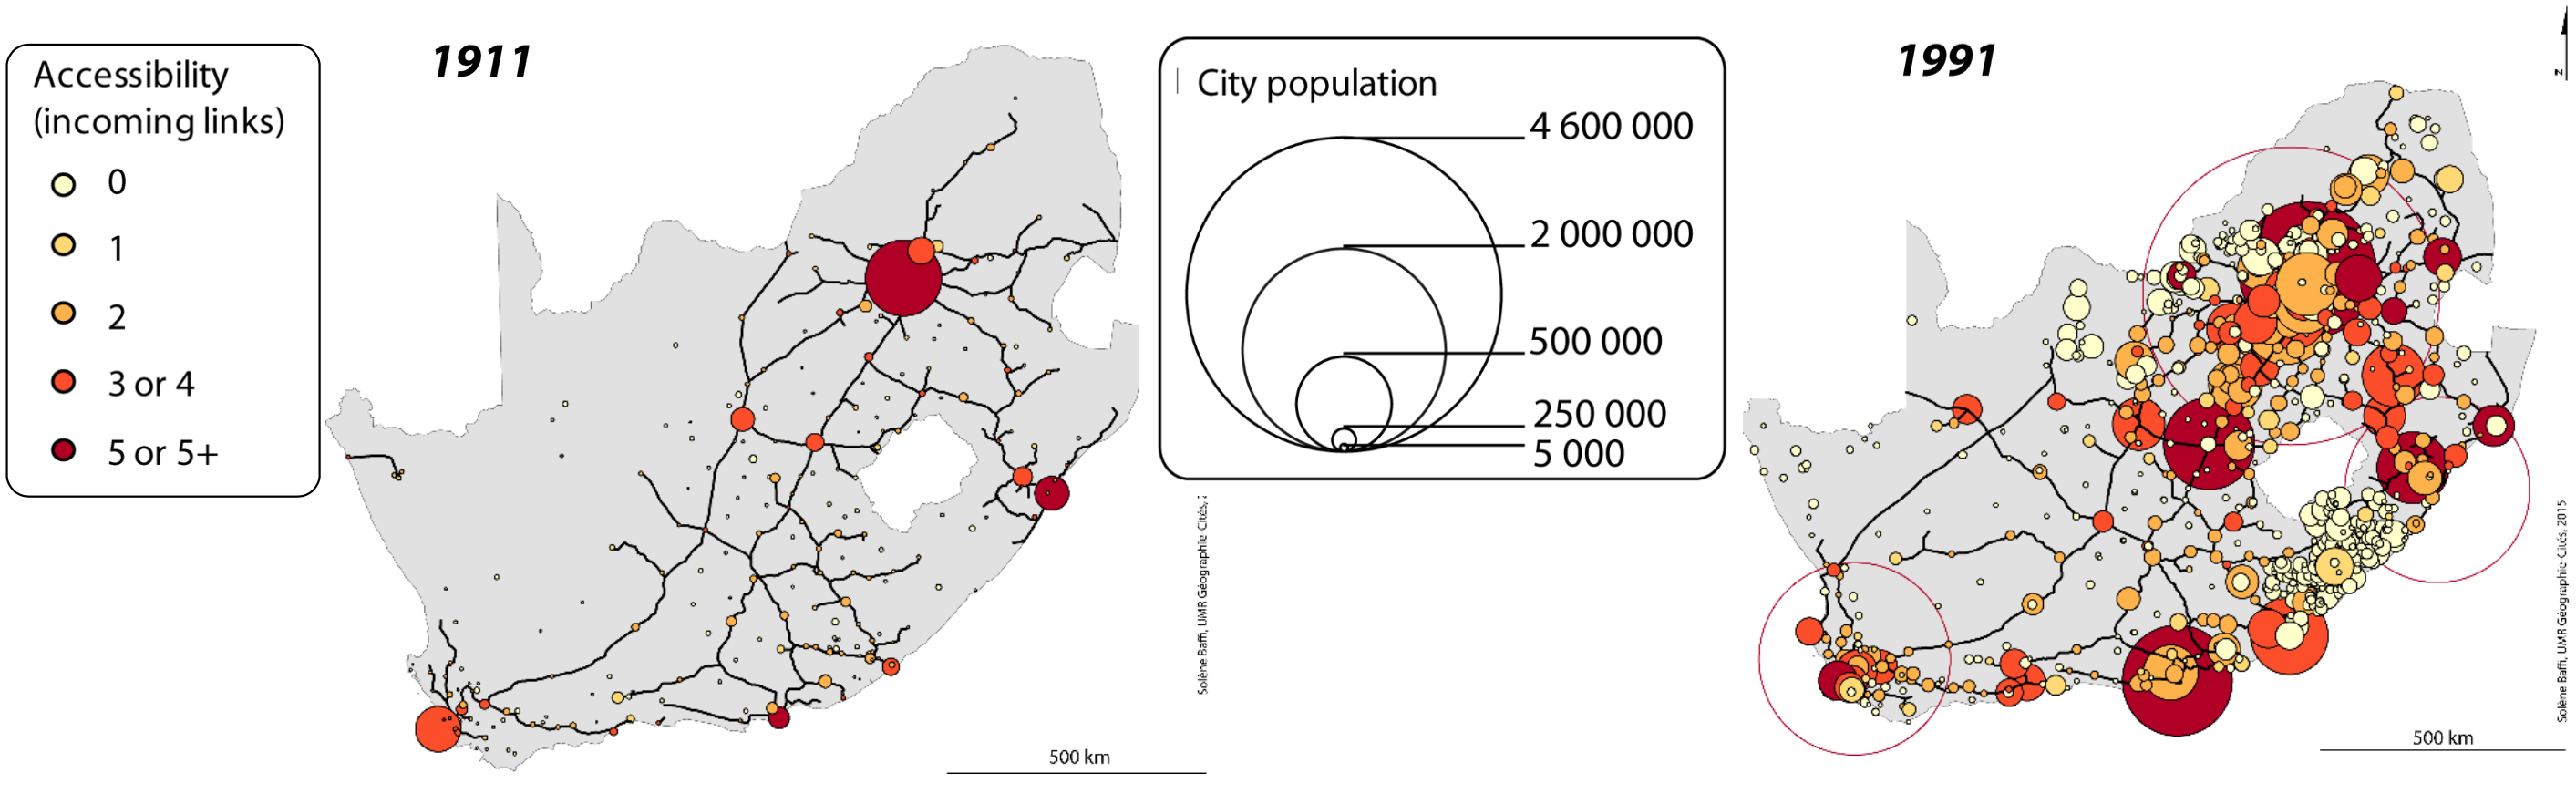 Accessibility
(incoming links)
0
1
2
3 or 4
5 or 5+
1911
500 km
Solène Baffi, UMR Géographie-Cités,
City population
4 600 000
2 000 000
500 000
250 000
5 000
1991
N
500 km
Solène Baffi, UMR Géographie-Cités, 2015